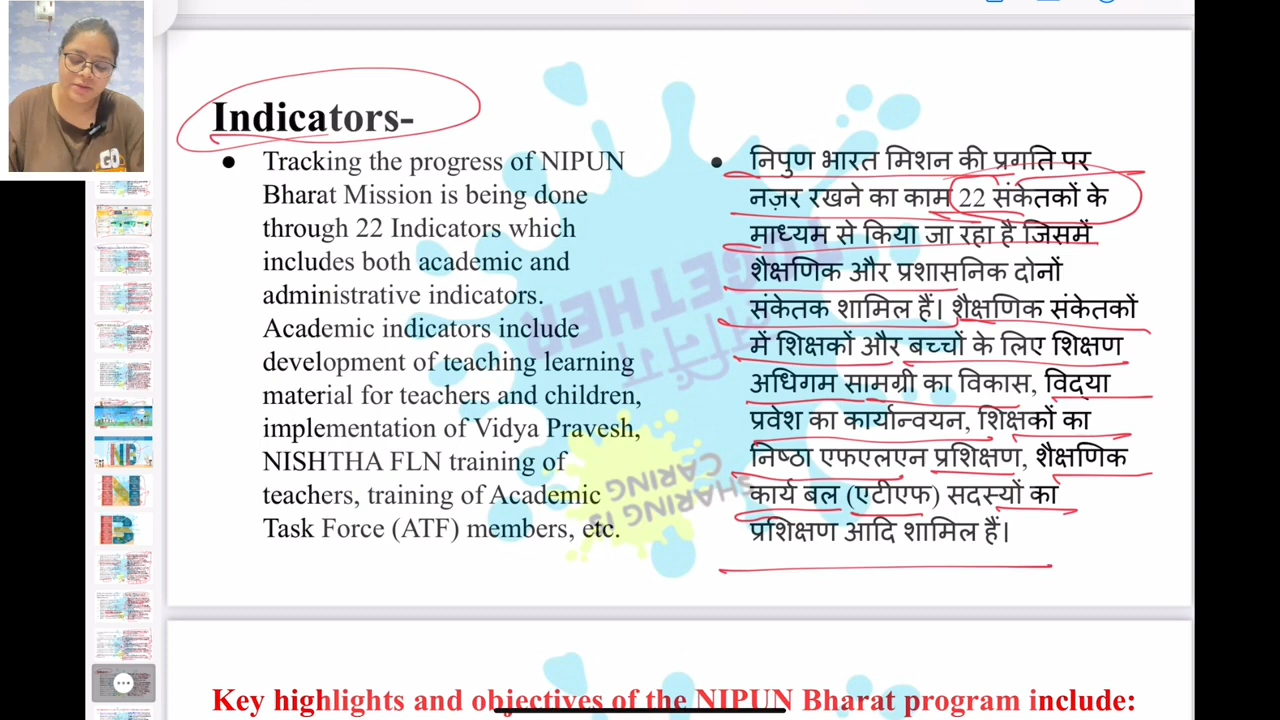 GO
Indicators-
● Tracking the progress of NIPUN
Bharat Mission is being done
through 22 Indicators which
includes both academic and
administrative indicators.
Academic indicators include
development of teaching learning
material for teachers and children,
implementation of Vidya Pravesh,
NISHTHA FLN training of
teachers, training of Academic
Task Force (ATF) members, etc.
● निपुण भारत मिशन की प्रगति पर
नज़र रखने का काम 22 संकेतकों के
माध्यम से किया जा रहा है जिसमें
शैक्षणिक और प्रशासनिक दोनों
संकेतक शामिल हैं। शैक्षणिक संकेतकों
में शिक्षकों और बच्चों के लिए शिक्षण
अधिगम सामग्री का विकास, विद्या
प्रवेश का कार्यान्वयन, शिक्षकों का
निष्ठा एफएलएन प्रशिक्षण, शैक्षणिक
कार्य बल (एटीएफ) सदस्यों का
प्रशिक्षण आदि शामिल हैं।
SHARING IS
CARING
Key highlights and of the NIPUN program include: